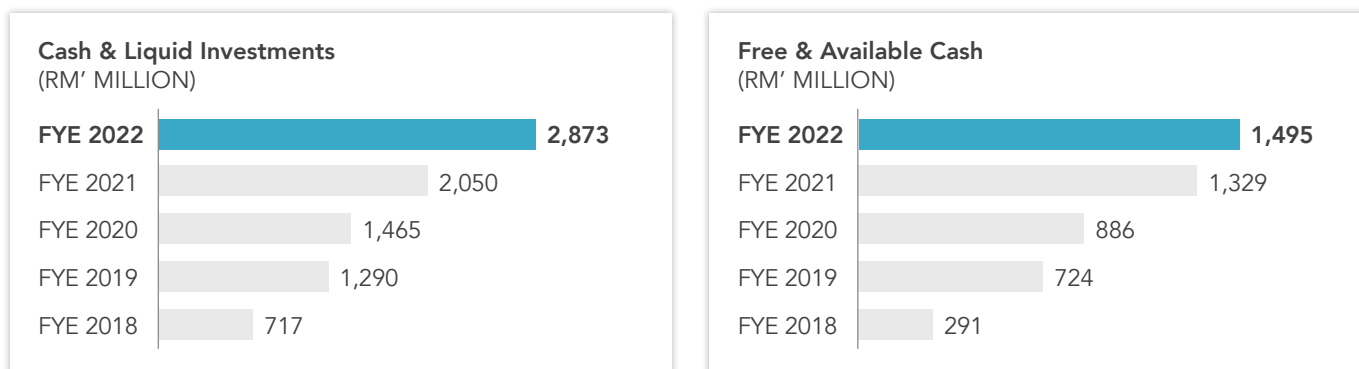 Cash & Liquid Investments
(RM’ MILLION)
FYE 2022 2,873
FYE 2021 2,050
FYE 2020 1,465
FYE 2019 1,290
FYE 2018 717
Free & Available Cash
(RM’ MILLION)
FYE 2022 1,495
FYE 2021 1,329
FYE 2020 886
FYE 2019 724
FYE 2018 291